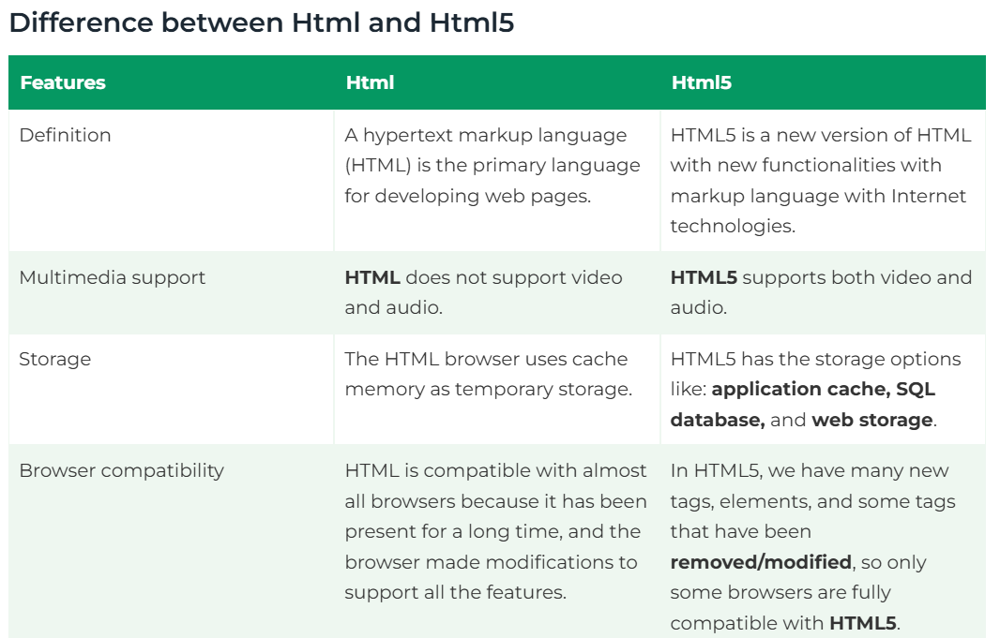 Difference between Html and Html5
Features
Html
Html5
Definition
A hypertext markup language
(HTML) is the primary language
for developing web pages.
HTML5 is a new version of HTML
with new functionalities with
markup language with Internet
technologies.
Multimedia support
HTML does not support video
and audio.
HTML5 supports both video and
audio.
Storage
The HTML browser uses cache
memory as temporary storage.
HTML5 has the storage options
like: application cache, SQL
database, and web storage.
Browser compatibility
HTML is compatible with almost
all browsers because it has been
present for a long time, and the
browser made modifications to
support all the features.
In HTML5, we have many new
tags, elements, and some tags
that have been
removed/modified, so only
some browsers are fully
compatible with HTML5.